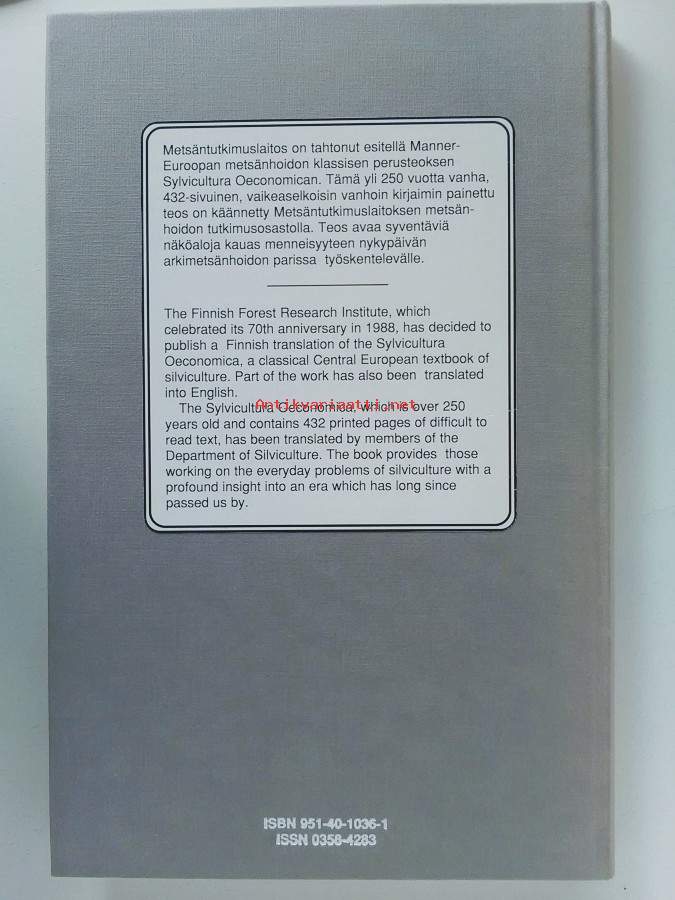 Metsäntutkimuslaitos on tahtonut esitellä Manner-
Euroopan metsänhoidon klassisen perusteoksen
Sylvicultura Oeconomican. Tämä yli 250 vuotta vanha,
432-sivuinen, vaikeaselkoisin vanhoin kirjaimin painettu
teos on käännetty Metsäntutkimuslaitoksen metsän-
hoidon tutkimusosastolla. Teos avaa syventäviä
näköaloja kauas menneisyyteen nykypäivän
arkimetsänhoidon parissa työskentelevälle.
The Finnish Forest Research Institute, which
celebrated its 70th anniversary in 1988, has decided to
publish a Finnish translation of the Sylvicultura
Oeconomica, a classical Central European textbook of
silviculture. Part of the work has also been translated
into English.
The Sylvicultura Oeconomica, which is over 250
Antikvariaatti.net
years old and contains 432 printed pages of difficult to
read text, has been translated by members of the
Department of Silviculture. The book provides those
working on the everyday problems of silviculture with a
profound insight into an era which has long since
passed us by.
ISBN 951-40-1036-1
ISSN 0358-4283